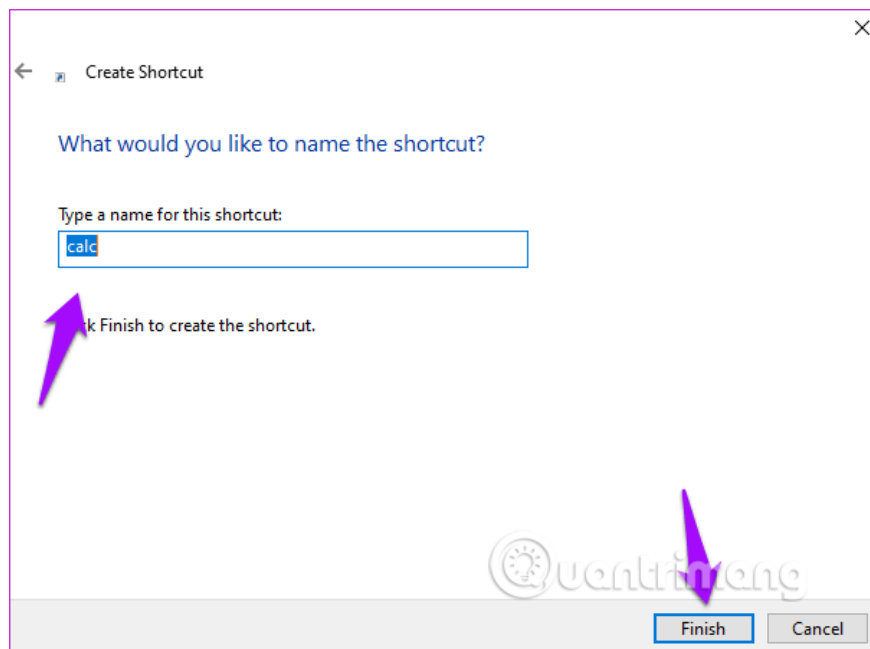 Create Shortcut
What would you like to name the shortcut?
Type a name for this shortcut:
calc
k Finish to create the shortcut.
Quantrimang
Finish
Cancel